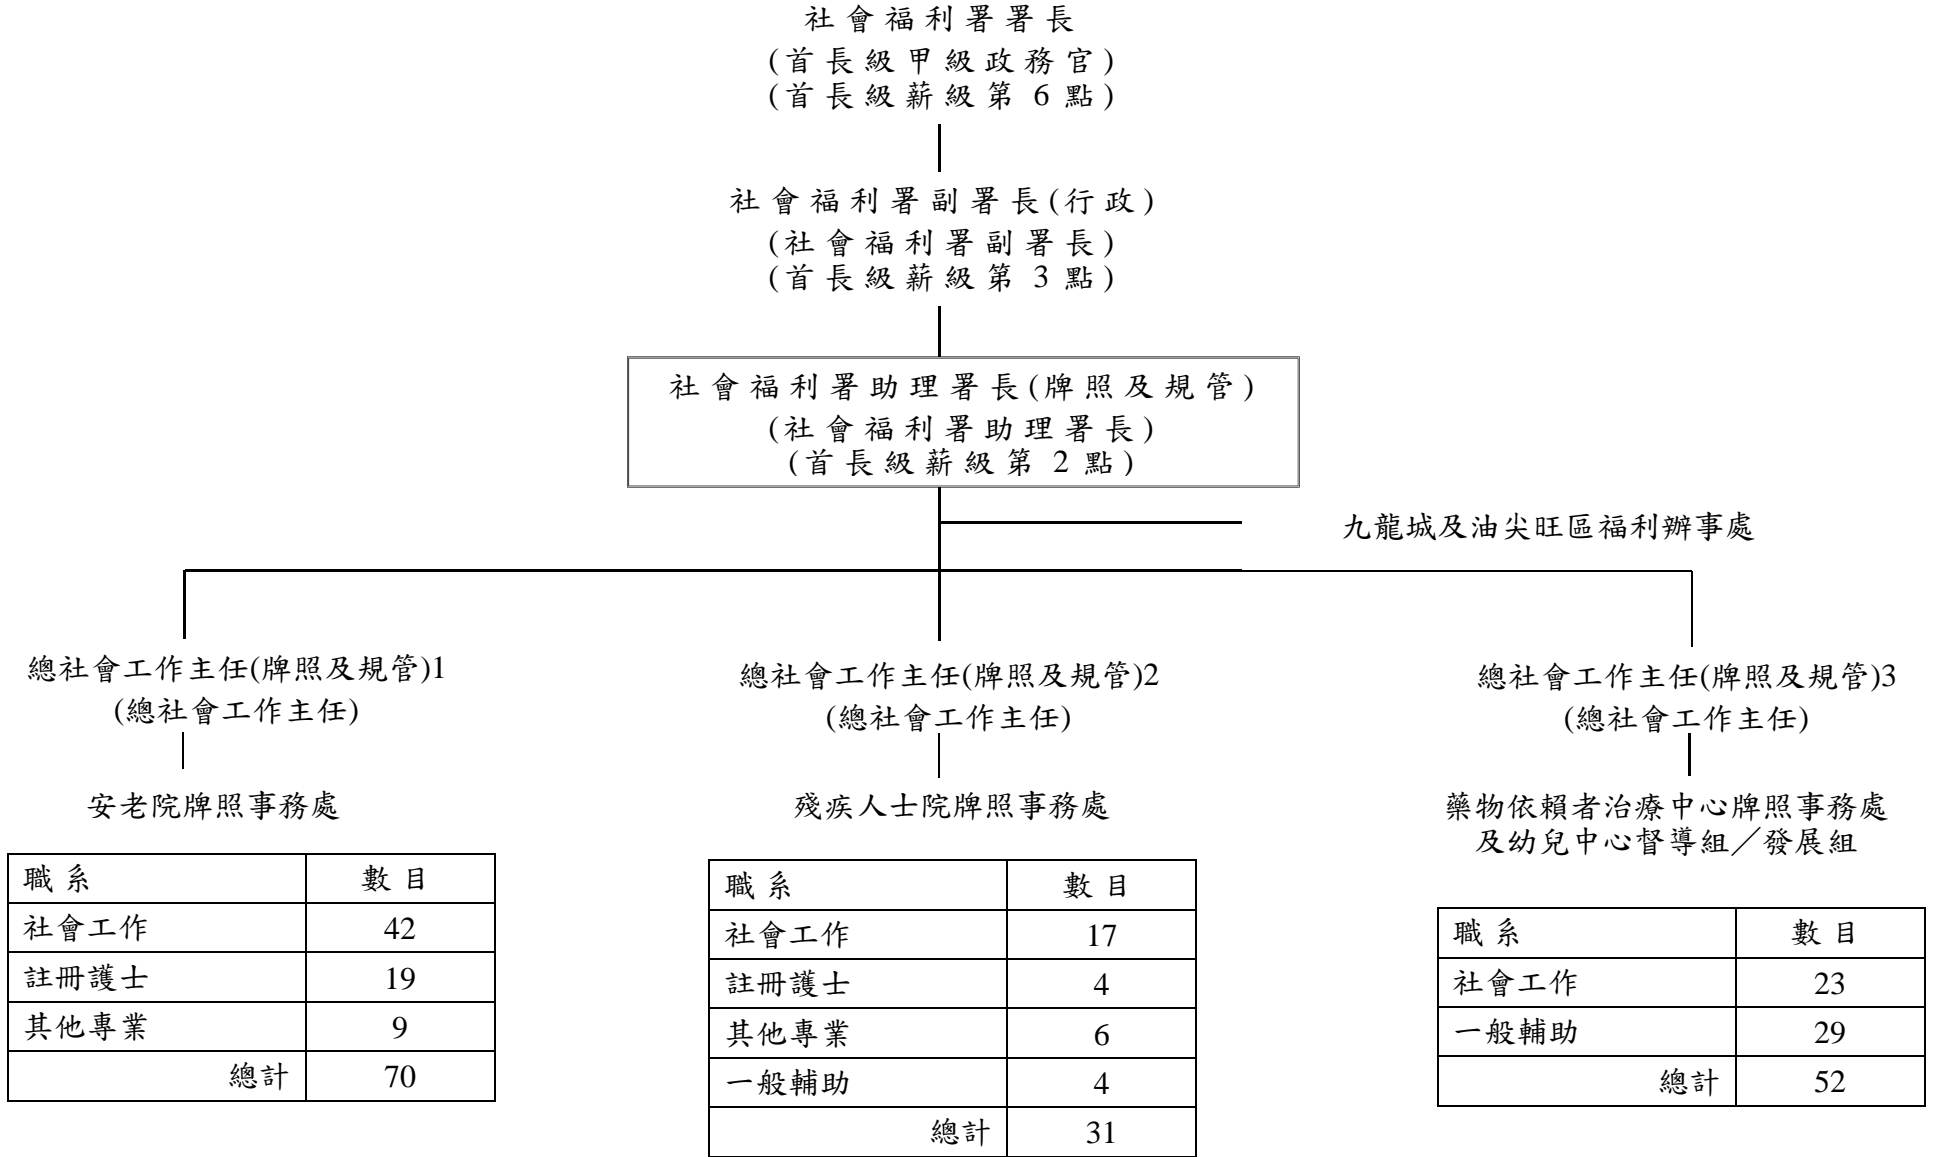 社會福利署署長
(首長級甲級政務官)
(首長級薪級第 6 點)
社會福利署副署長(行政)
(社會福利署副署長)
(首長級薪級第 3 點)
社會福利署助理署長(牌照及規管)
(社會福利署助理署長)
(首長級薪級第 2 點)
九龍城及油尖旺區福利辦事處
總社會工作主任(牌照及規管)1
(總社會工作主任)
安老院牌照事務處
職系 數目
社會工作 42
註冊護士 19
其他專業 9
總計 70
總社會工作主任(牌照及規管)2
(總社會工作主任)
殘疾人士院牌照事務處
職系 數目
社會工作 17
註冊護士 4
其他專業 6
一般輔助 4
總計 31
總社會工作主任(牌照及規管)3
(總社會工作主任)
藥物依賴者治療中心牌照事務處
及幼兒中心督導組／發展組
職系 數目
社會工作 23
一般輔助 29
總計 52